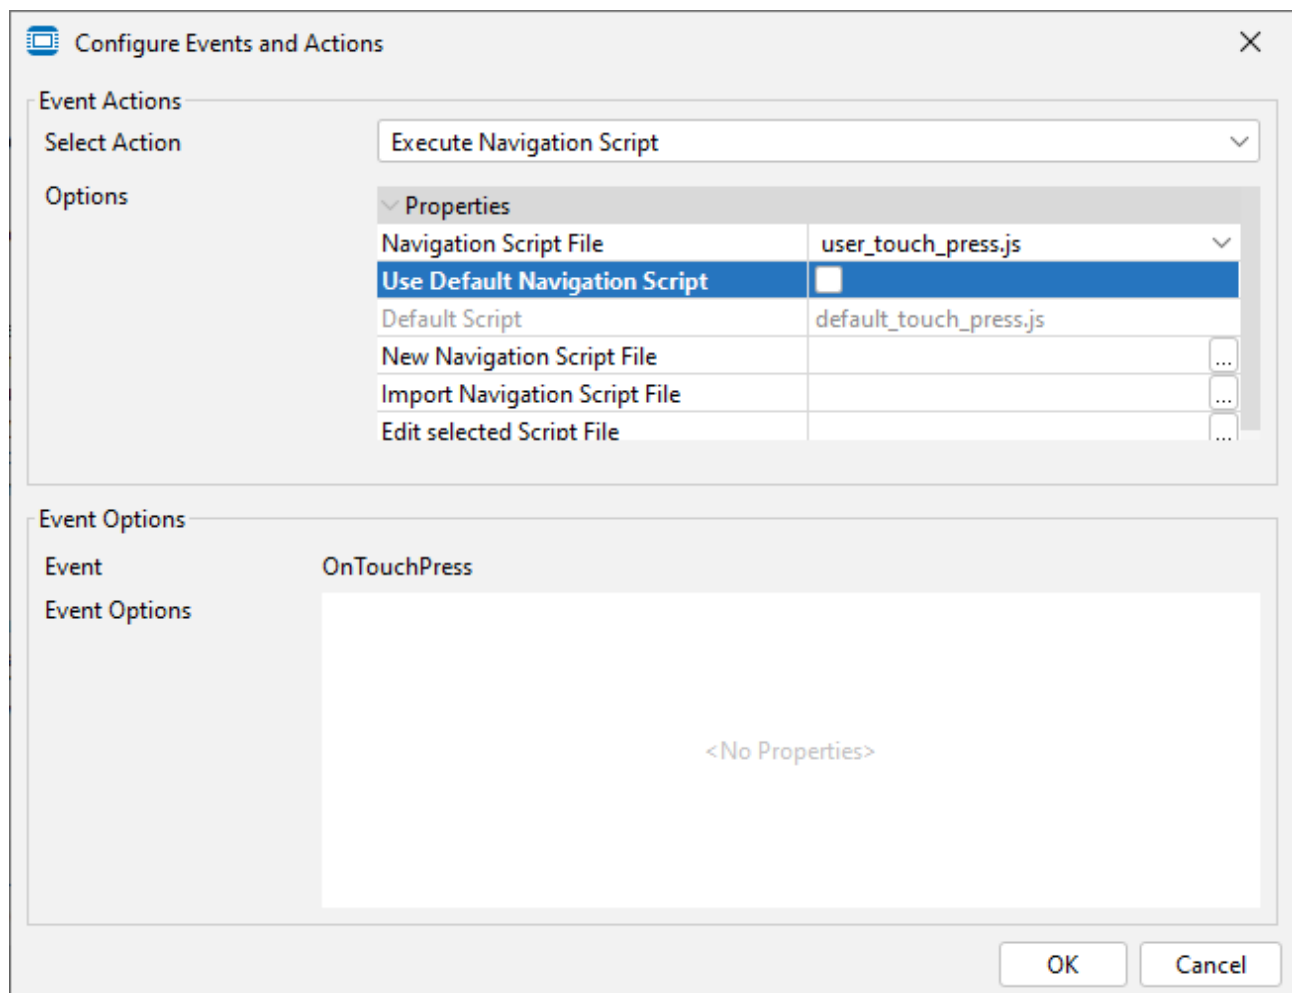 Configure Events and Actions
Event Actions
Select Action Execute Navigation Script
Options
Properties
Navigation Script File user_touch_press.js
Use Default Navigation Script
Default Script default_touch_press.js
New Navigation Script File ...
Import Navigation Script File ...
Edit selected Script File ...
Event Options
Event OnTouchPress
Event Options
<No Properties>
OK Cancel